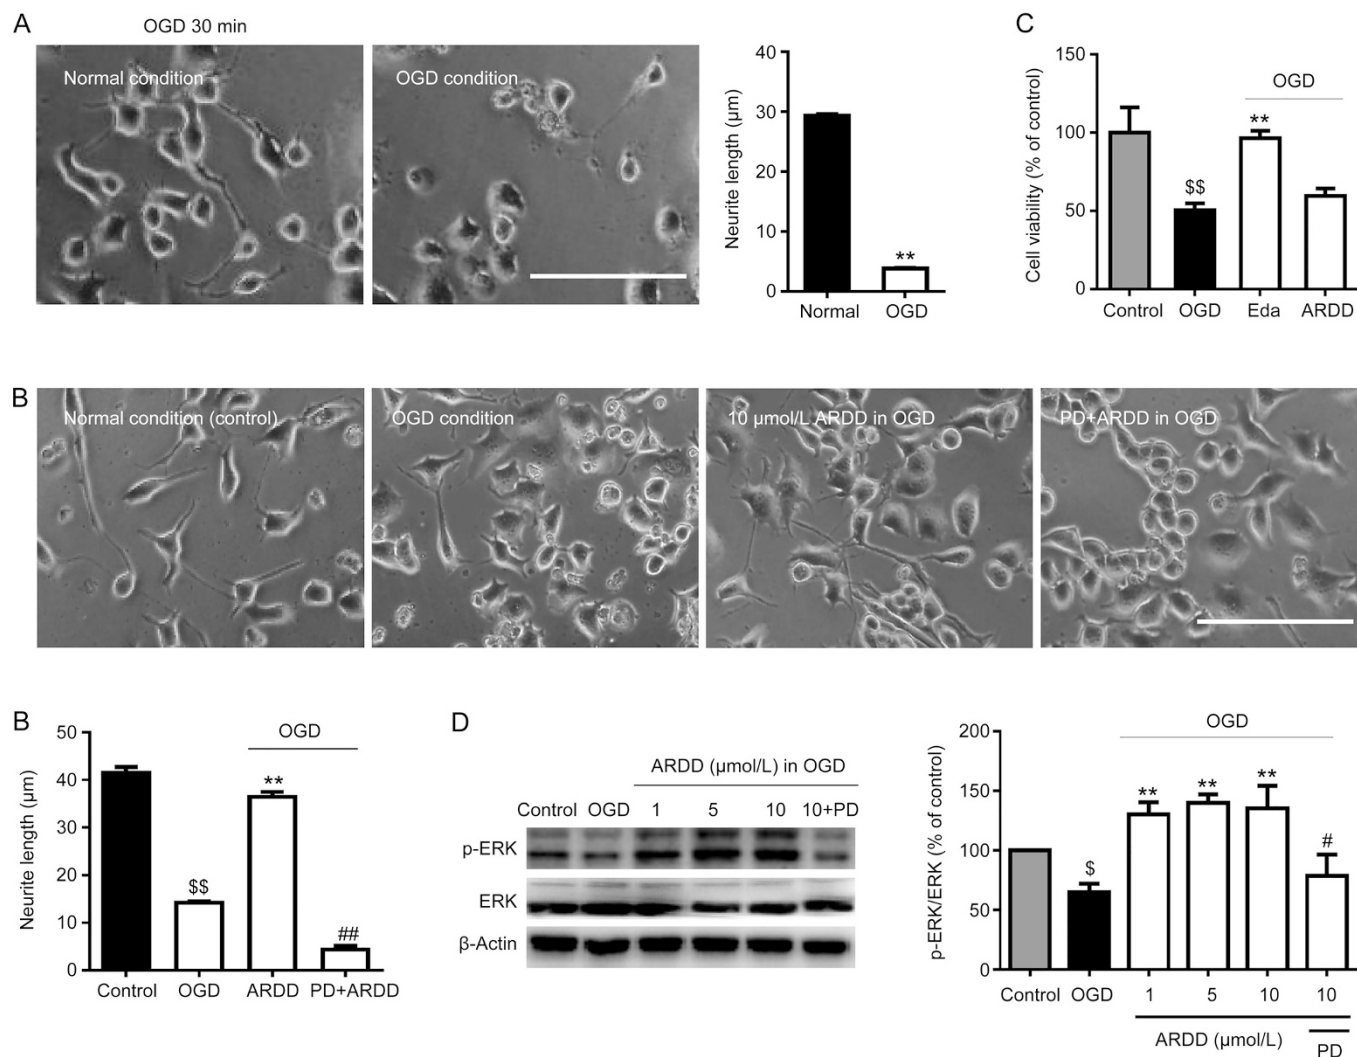 A
OGD 30 min
Normal condition
OGD condition
Neurite length (µm)
40
30
20
10
0
**
Normal OGD
C
Cell viability (% of control)
150
100
50
0
OGD
$$
**
Control OGD Eda ARDD
B
Normal condition (control)
OGD condition
10 µmol/L ARDD in OGD
PD+ARDD in OGD
B
Neurite length (µm)
50
40
30
20
10
0
OGD
$$
**
##
Control OGD ARDD PD+ARDD
D
ARDD (µmol/L) in OGD
Control OGD 1 5 10 10+PD
p-ERK
ERK
β-Actin
p-ERK/ERK (% of control)
200
150
100
50
0
OGD
$
**
**
**
#
Control OGD 1 5 10 10
ARDD (µmol/L)
PD